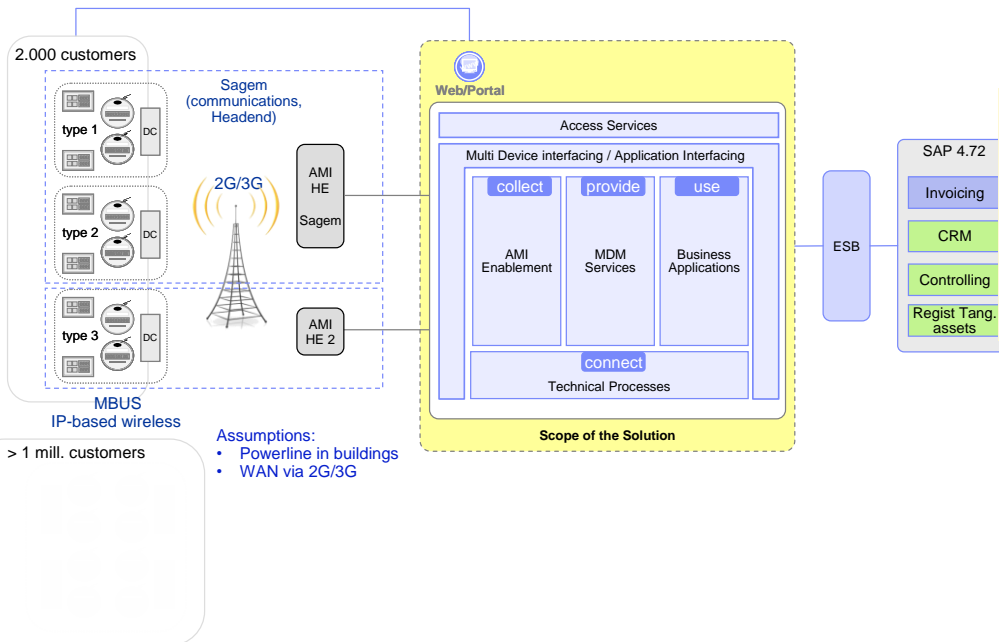 2.000 customers
Sagem
(communications,
Headend)
type 1
DC
type 2
DC
type 3
DC
2G/3G
AMI
HE
Sagem
AMI
HE 2
MBUS
IP-based wireless
> 1 mill. customers
Assumptions:
• Powerline in buildings
• WAN via 2G/3G
Web/Portal
Access Services
Multi Device interfacing / Application Interfacing
collect
provide
use
AMI
Enablement
MDM
Services
Business
Applications
connect
Technical Processes
Scope of the Solution
ESB
SAP 4.72
Invoicing
CRM
Controlling
Regist Tang.
assets